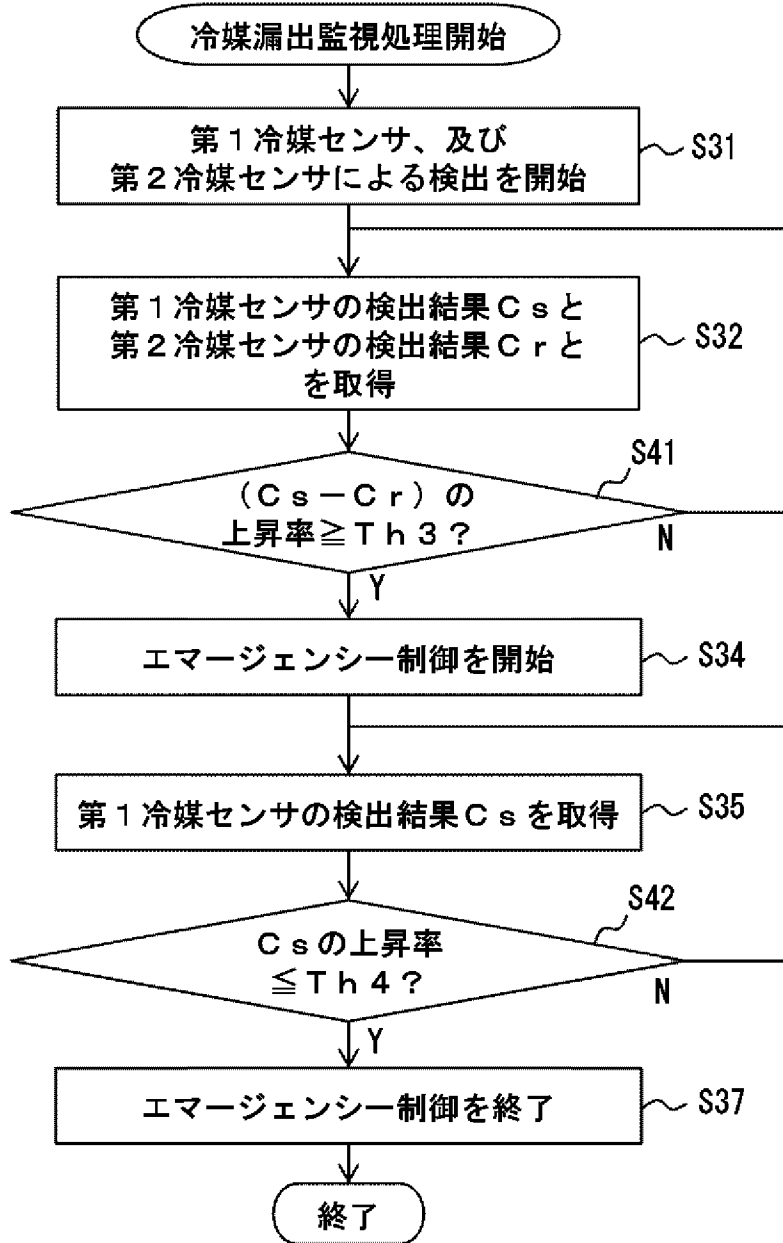 冷媒漏出監視処理開始
第1冷媒センサ、及び
第2冷媒センサによる検出を開始
S31
第1冷媒センサの検出結果Csと
第2冷媒センサの検出結果Crと
を取得
S32
S41
(Cs-Cr)の
上昇率≧Th3?
N
Y
エマージェンシー制御を開始
S34
第1冷媒センサの検出結果Csを取得
S35
S42
Csの上昇率
≦Th4?
N
Y
エマージェンシー制御を終了
S37
終了